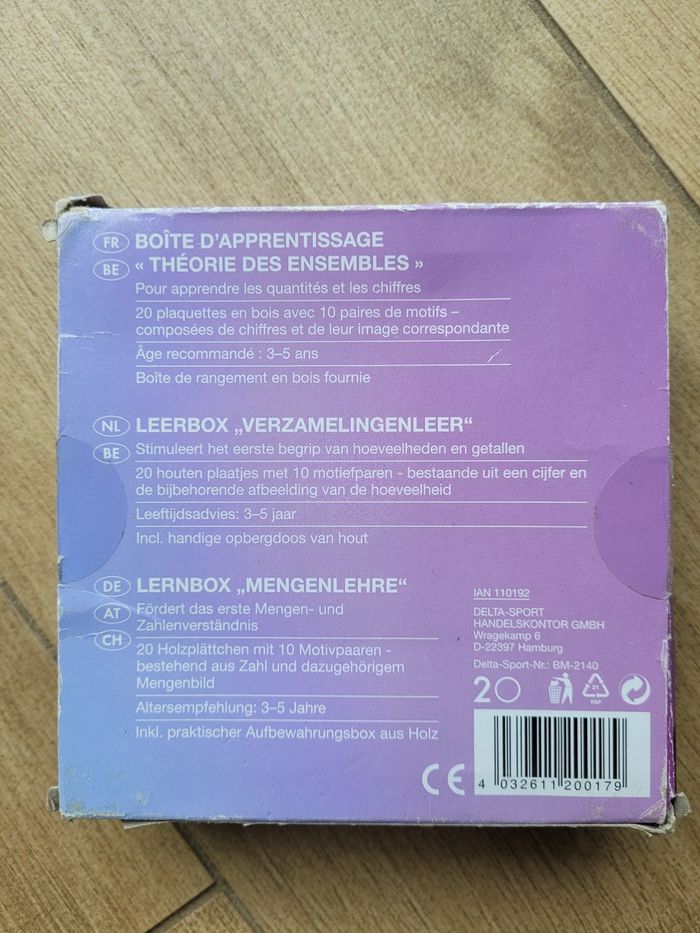 FR BOÎTE D'APPRENTISSAGE
BE « THÉORIE DES ENSEMBLES »
Pour apprendre les quantités et les chiffres
20 plaquettes en bois avec 10 paires de motifs –
composées de chiffres et de leur image correspondante
Âge recommandé : 3–5 ans
Boîte de rangement en bois fournie
NL LEERBOX „VERZAMELINGENLEER“
BE Stimuleert het eerste begrip van hoeveelheden en getallen
20 houten plaatjes met 10 motiefparen - bestaande uit een cijfer en
de bijbehorende afbeelding van de hoeveelheid
Leeftijdsadvies: 3–5 jaar
Incl. handige opbergdoos van hout
DE LERNBOX „MENGENLEHRE“
AT Fördert das erste Mengen- und
CH Zahlenverständnis
20 Holzplättchen mit 10 Motivpaaren -
bestehend aus Zahl und dazugehörigem
Mengenbild
Altersempfehlung: 3–5 Jahre
Inkl. praktischer Aufbewahrungsbox aus Holz
IAN 110192
DELTA-SPORT
HANDELSKONTOR GMBH
Wragekamp 6
D-22397 Hamburg
Delta-Sport-Nr.: BM-2140
2
21
PAP
CE
4 032611 200179